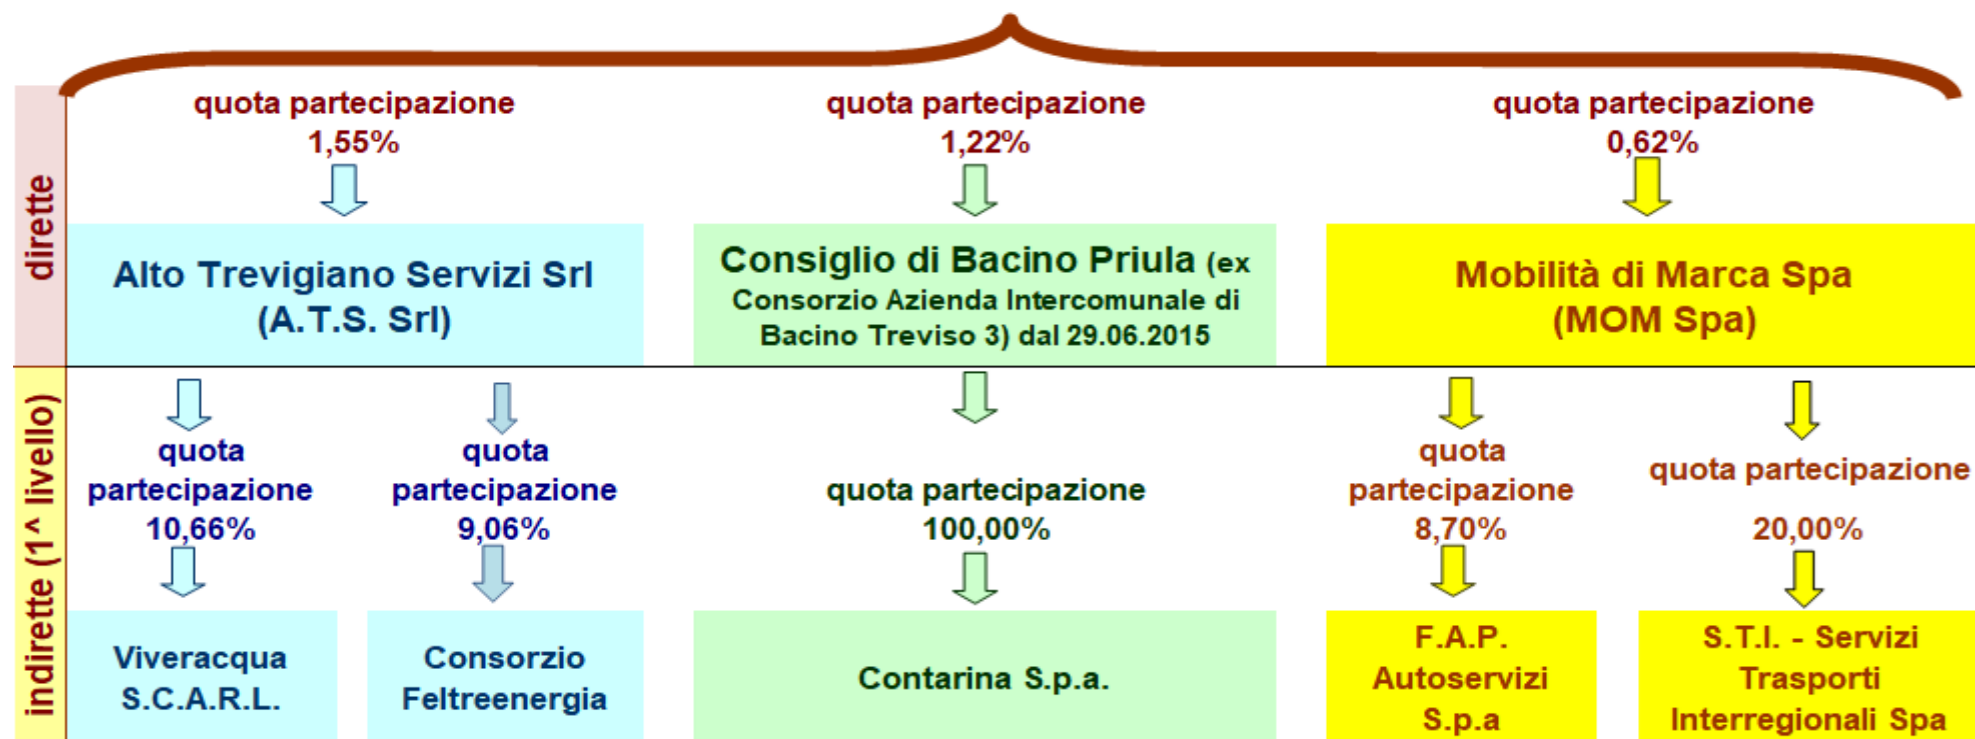 dirette
quota partecipazione
1,55%
quota partecipazione
1,22%
quota partecipazione
0,62%
Alto Trevigiano Servizi Srl
(A.T.S. Srl)
Consiglio di Bacino Priula (ex
Consorzio Azienda Intercomunale di
Bacino Treviso 3) dal 29.06.2015
Mobilità di Marca Spa
(MOM Spa)
indirette (1^ livello)
quota
partecipazione
10,66%
quota
partecipazione
9,06%
quota partecipazione
100,00%
quota
partecipazione
8,70%
quota partecipazione
20,00%
Viveracqua
S.C.A.R.L.
Consorzio
Feltreenergia
Contarina S.p.a.
F.A.P.
Autoservizi
S.p.a
S.T.I. - Servizi
Trasporti
Interregionali Spa